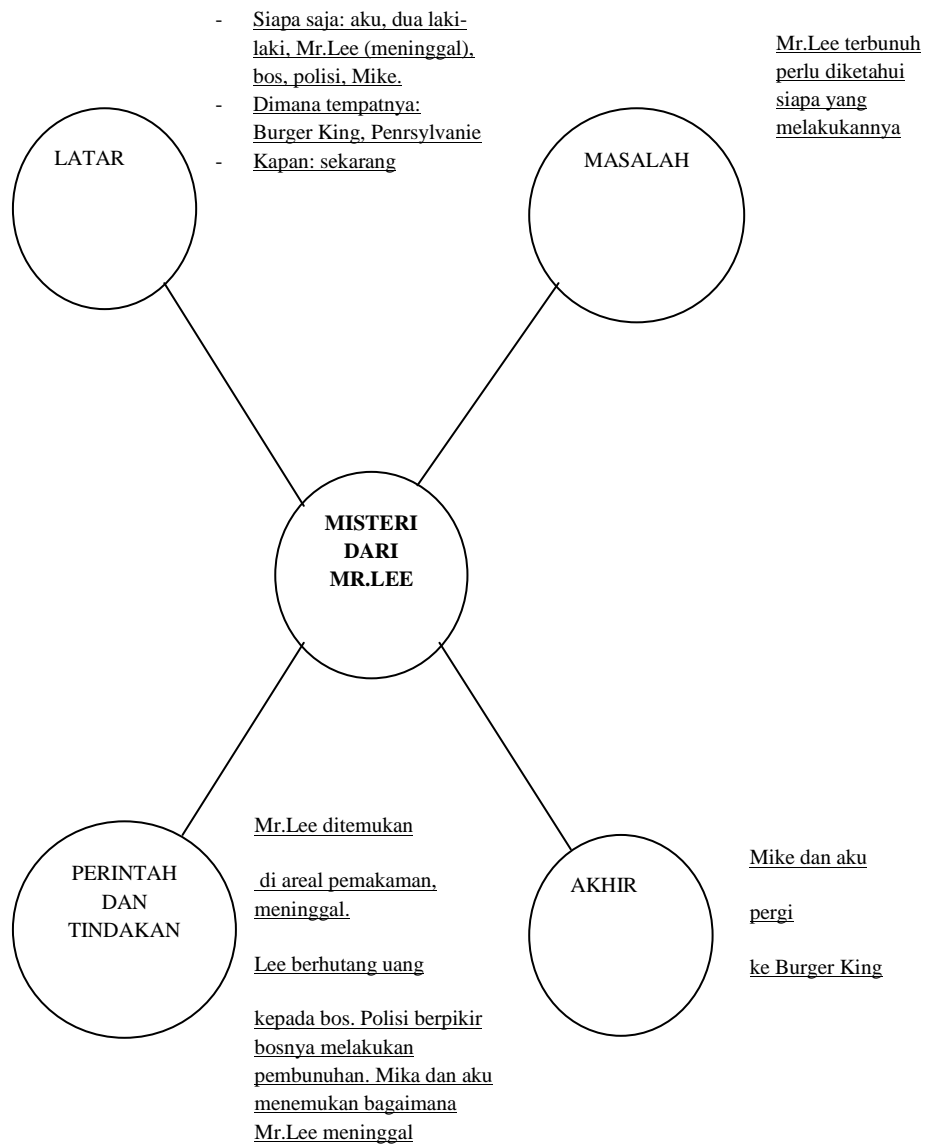 - Siapa saja: aku, dua laki-
laki, Mr.Lee (meninggal),
bos, polisi, Mike.
- Dimana tempatnya:
Burger King, Penrsylvanie
- Kapan: sekarang
LATAR
Mr.Lee terbunuh
perlu diketahui
siapa yang
melakukannya
MASALAH
MISTERI
DARI
MR.LEE
PERINTAH
DAN
TINDAKAN
Mr.Lee ditemukan
di areal pemakaman,
meninggal.
Lee berhutang uang
kepada bos. Polisi berpikir
bosnya melakukan
pembunuhan. Mika dan aku
menemukan bagaimana
Mr.Lee meninggal
AKHIR
Mike dan aku
pergi
ke Burger King